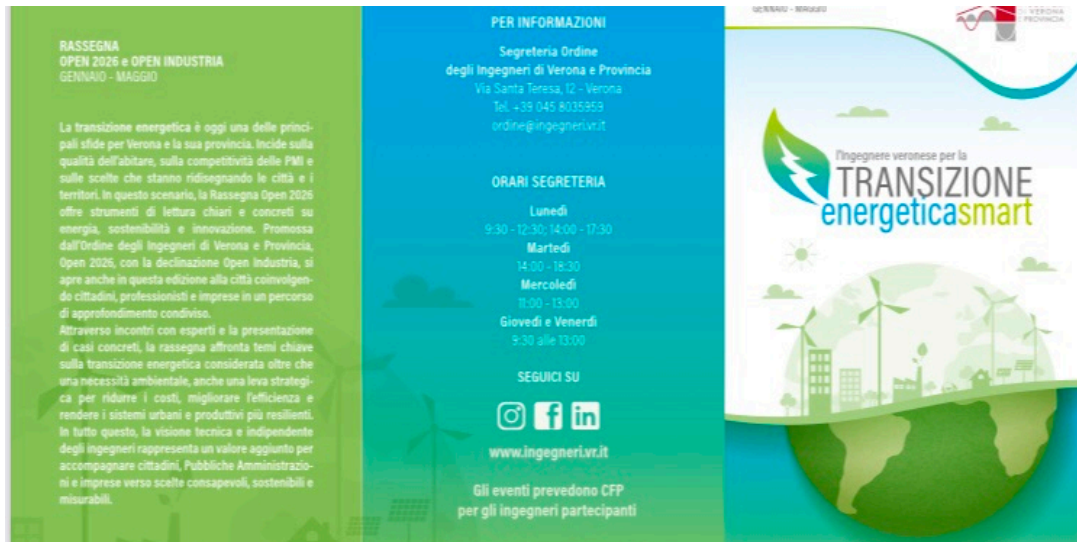 RASSEGNA
OPEN 2026 e OPEN INDUSTRIA
GENNAIO - MAGGIO
La transizione energetica è oggi una delle princi-
pali sfide per Verona e la sua provincia. Incide sulla
qualità dell'abitare, sulla competitività delle PMI e
sulle scelte che stanno ridisegnando le città e i
territori. In questo scenario, la Rassegna Open 2026
offre strumenti di lettura chiari e concreti su
energia, sostenibilità e innovazione. Promossa
dall'Ordine degli Ingegneri di Verona e Provincia,
Open 2026, con la declinazione Open Industria, si
apre anche in questa edizione alla città coinvolgen-
do cittadini, professionisti e imprese in un percorso
di approfondimento condiviso.
Attraverso incontri con esperti e la presentazione
di casi concreti, la rassegna affronta temi chiave
sulla transizione energetica considerata oltre che
una necessità ambientale, anche una leva strategi-
ca per ridurre i costi, migliorare l'efficienza e
rendere i sistemi urbani e produttivi più resilienti.
In tutto questo, la visione tecnica e indipendente
degli ingegneri rappresenta un valore aggiunto per
accompagnare cittadini, Pubbliche Amministrazio-
ni e imprese verso scelte consapevoli, sostenibili e
misurabili.
PER INFORMAZIONI
Segreteria Ordine
degli Ingegneri di Verona e Provincia
Via Santa Teresa, 12 - Verona
Tel. +39 045 8035959
ordine@ingegneri.vr.it
ORARI SEGRETERIA
Lunedì
9:30 - 12:30; 14:00 - 17:30
Martedì
14:00 - 18:30
Mercoledì
11:00 - 13:00
Giovedì e Venerdì
9:30 alle 13:00
SEGUICI SU
www.ingegneri.vr.it
Gli eventi prevedono CFP
per gli ingegneri partecipanti
GENNAIO - MAGGIO
DI VERONA
E PROVINCIA
l'ingegnere veronese per la
TRANSIZIONE
energeticasmart